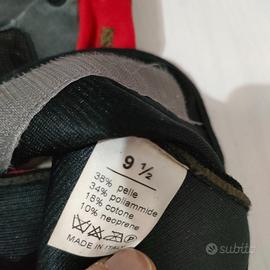 9 ½
38% pelle
34% poliammide
18% cotone
10% neoprene
MADE IN ITALY
subito